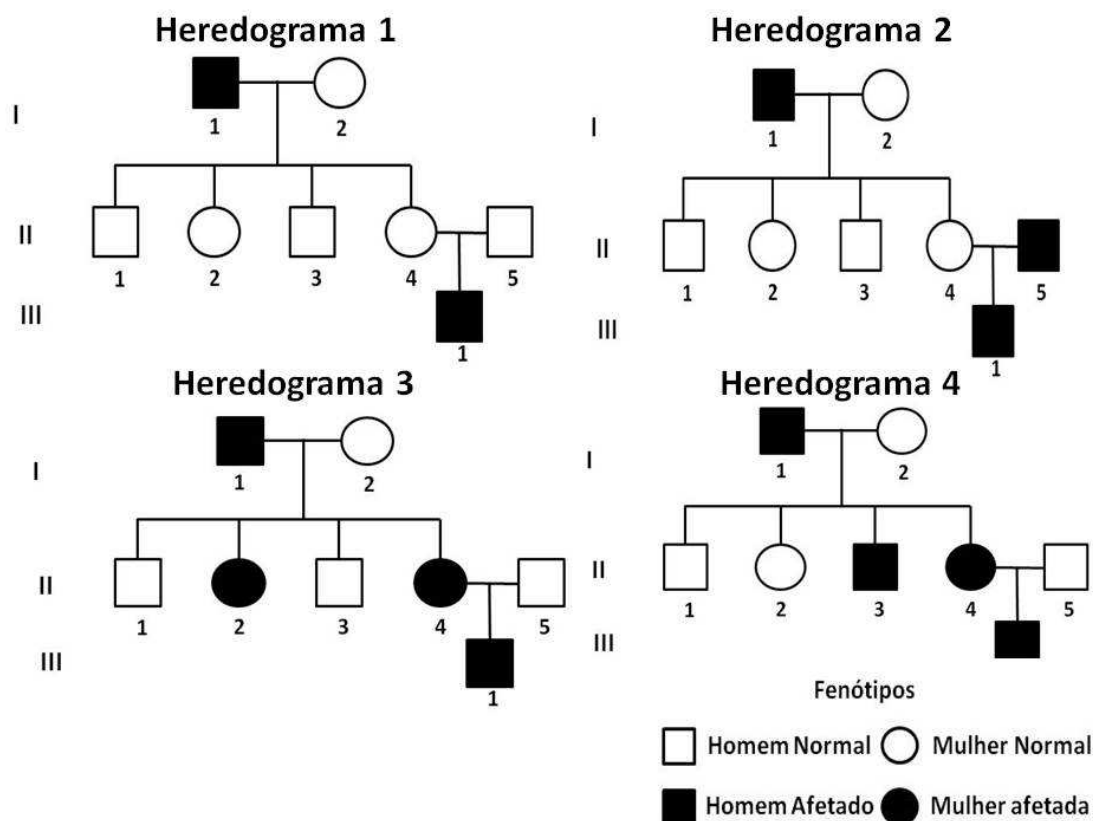 Heredograma 1
I
1
2
II
1
2
3
4
5
III
1
Heredograma 2
I
1
2
II
1
2
3
4
5
III
1
Heredograma 3
I
1
2
II
1
2
3
4
5
III
1
Heredograma 4
I
1
2
II
1
2
3
4
5
III
Fenótipos
Homem Normal
Mulher Normal
Homem Afetado
Mulher afetada